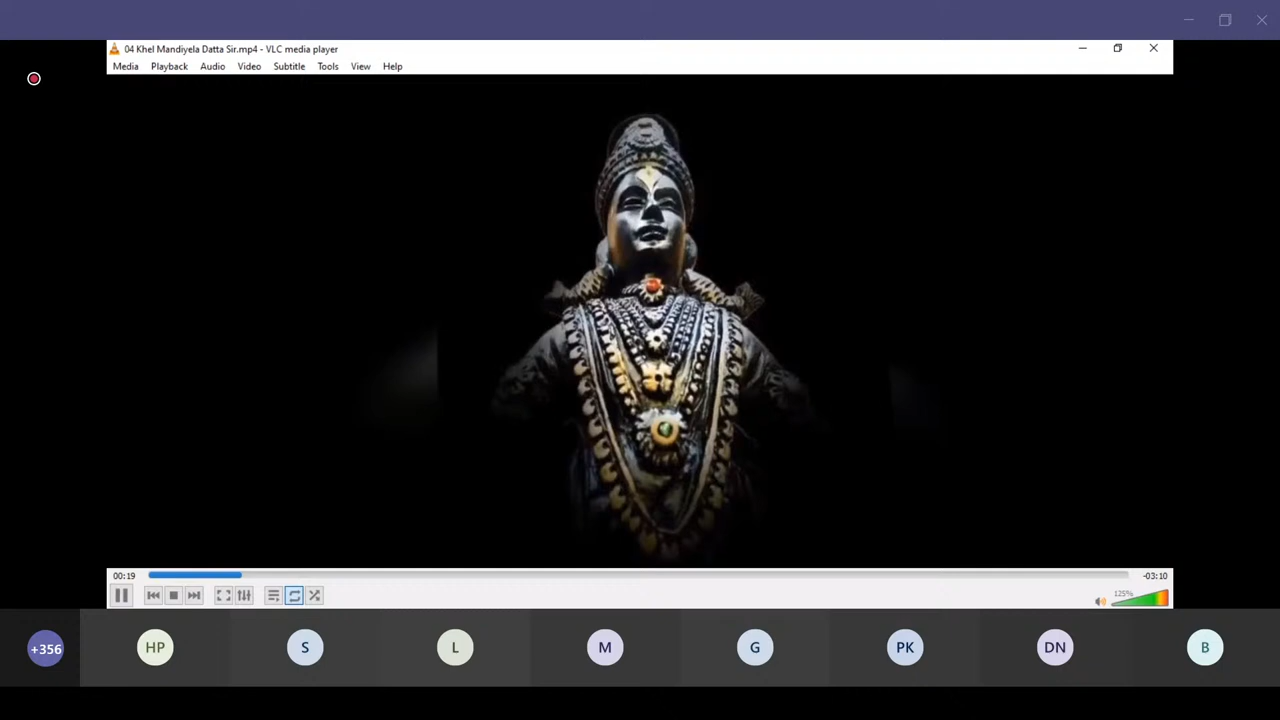 04 Khel Mandiyela Datta Sir.mp4 - VLC media player
Media Playback Audio Video Subtitle Tools View Help
00:19 -03:10
125%
+356 HP S L M G PK DN B